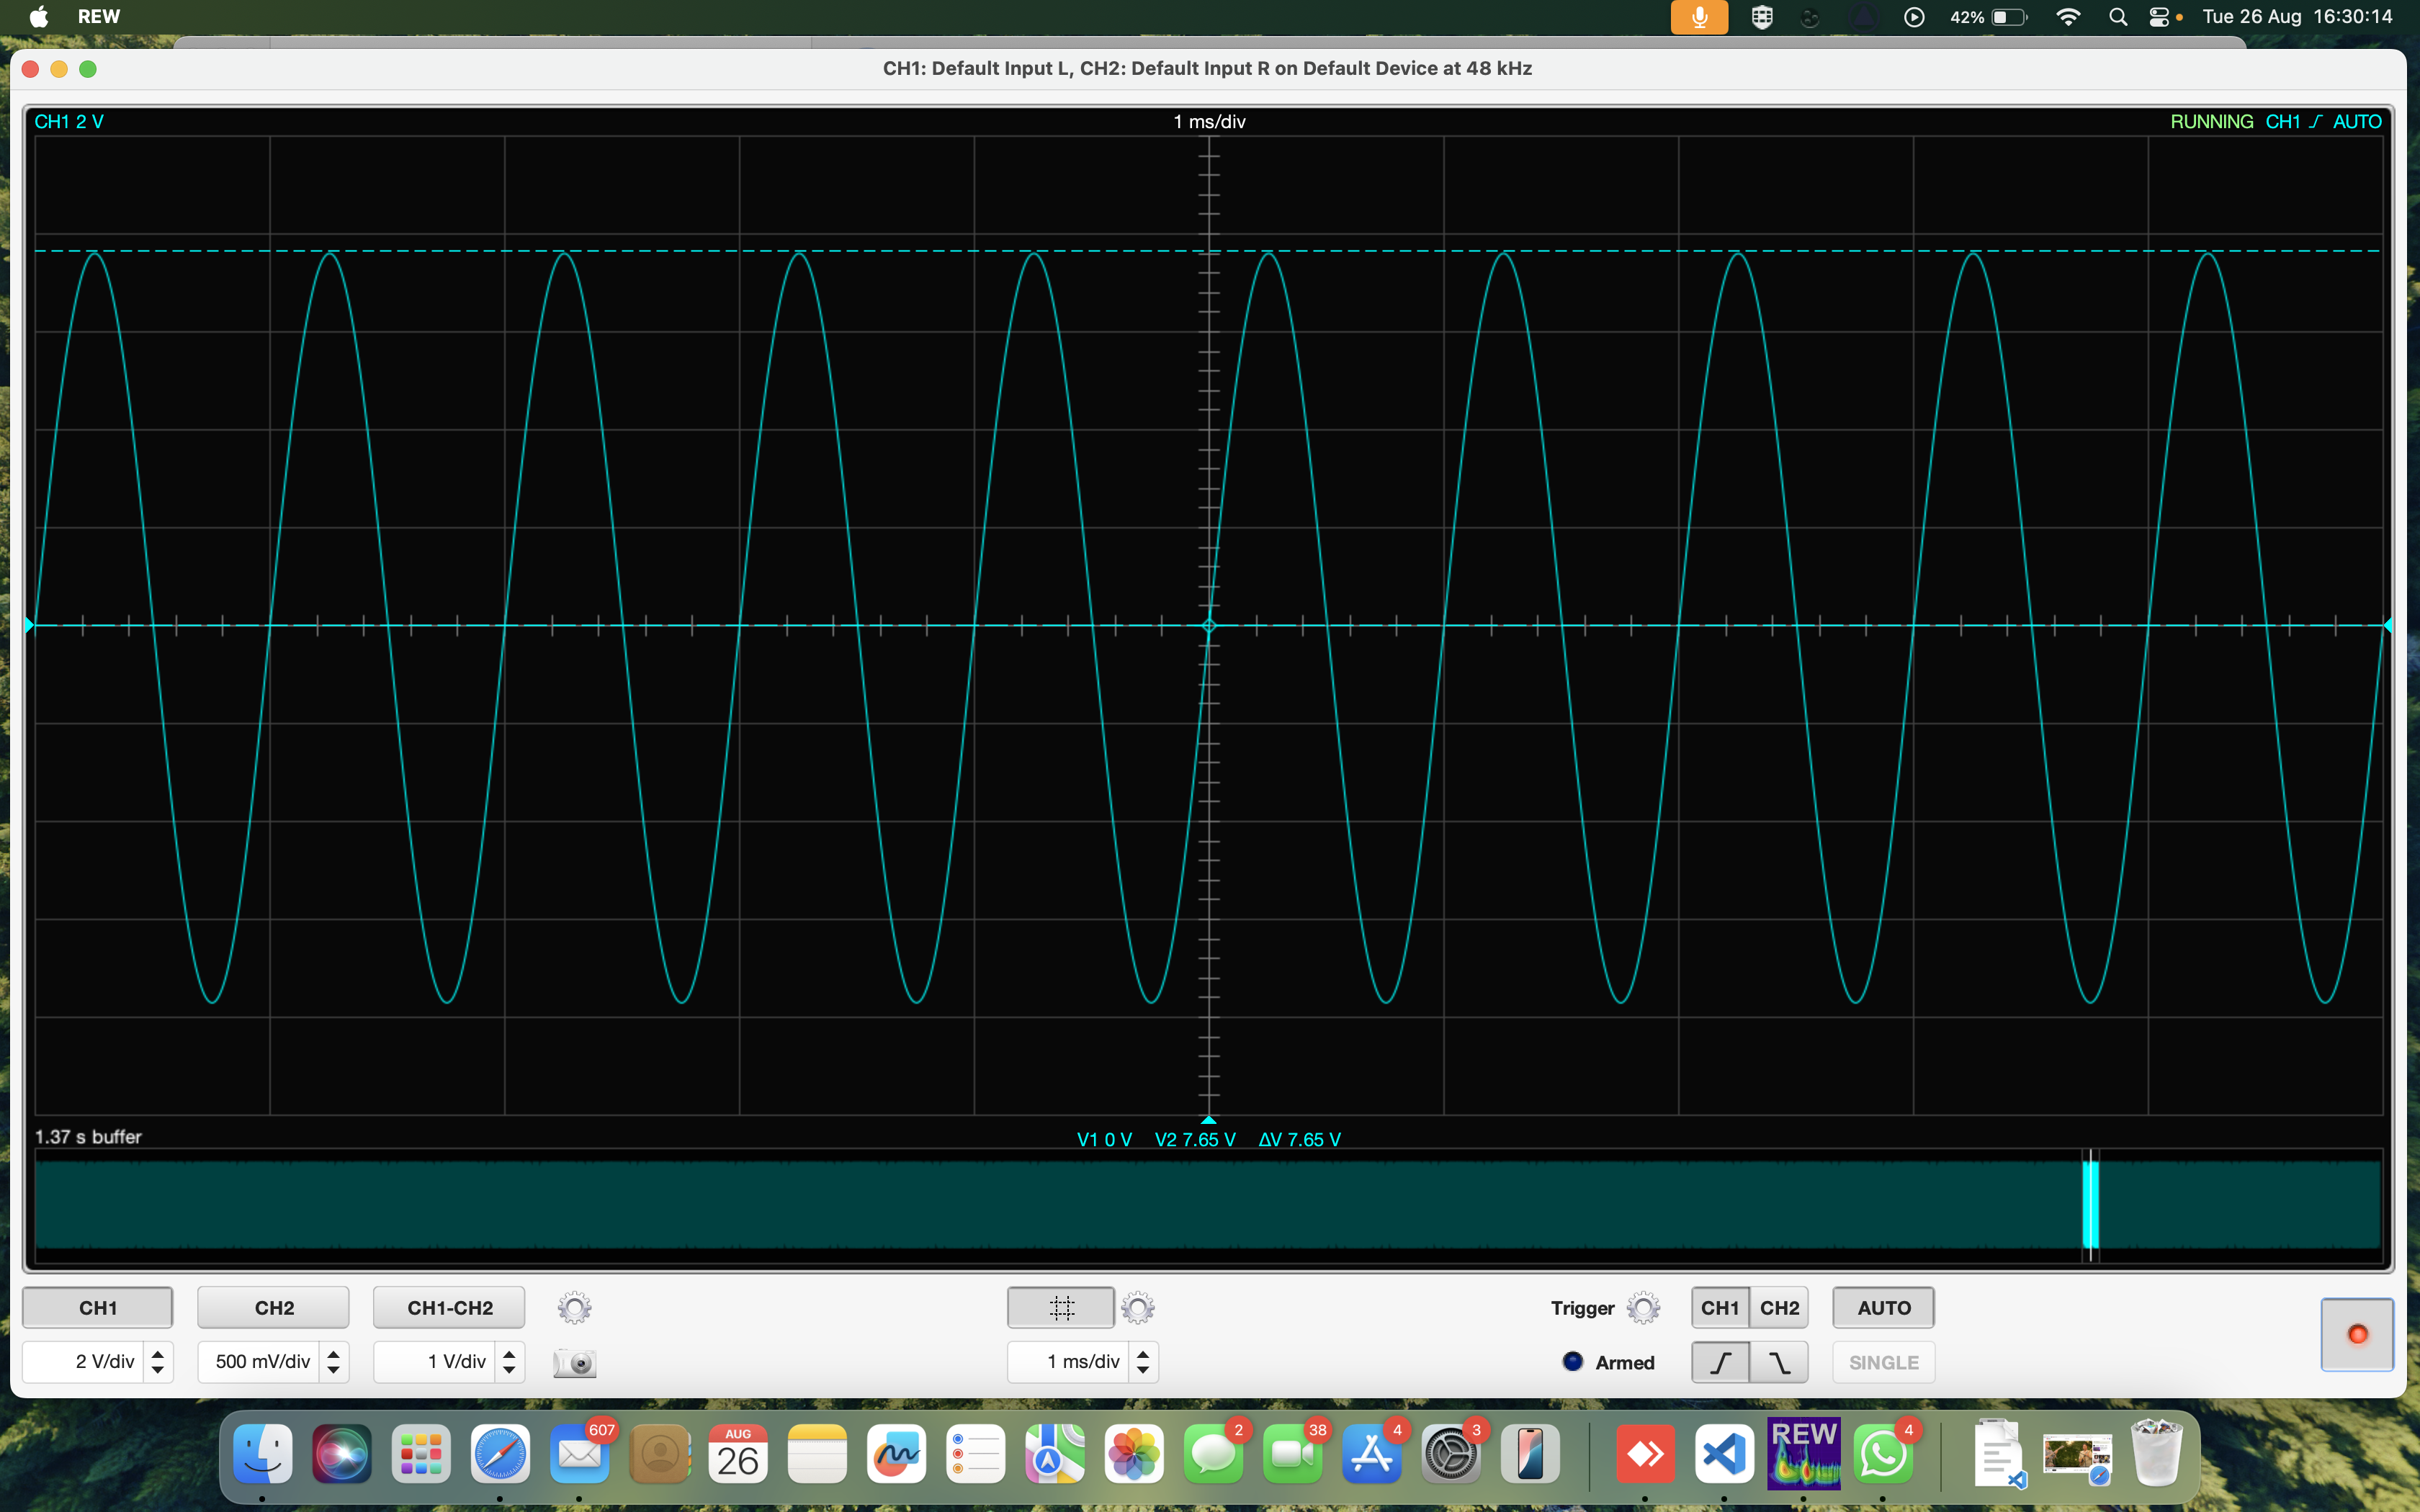 REW
42%
Tue 26 Aug 16:30:14
CH1: Default Input L, CH2: Default Input R on Default Device at 48 kHz
CH1 2 V
1 ms/div
RUNNING CH1 AUTO
1.37 s buffer
V1 0 V V2 7.65 V ΔV 7.65 V
CH1
CH2
CH1-CH2
Trigger
CH1
CH2
AUTO
2 V/div
500 mV/div
1 V/div
1 ms/div
Armed
SINGLE
607
AUG
26
2
38
4
3
REW
4